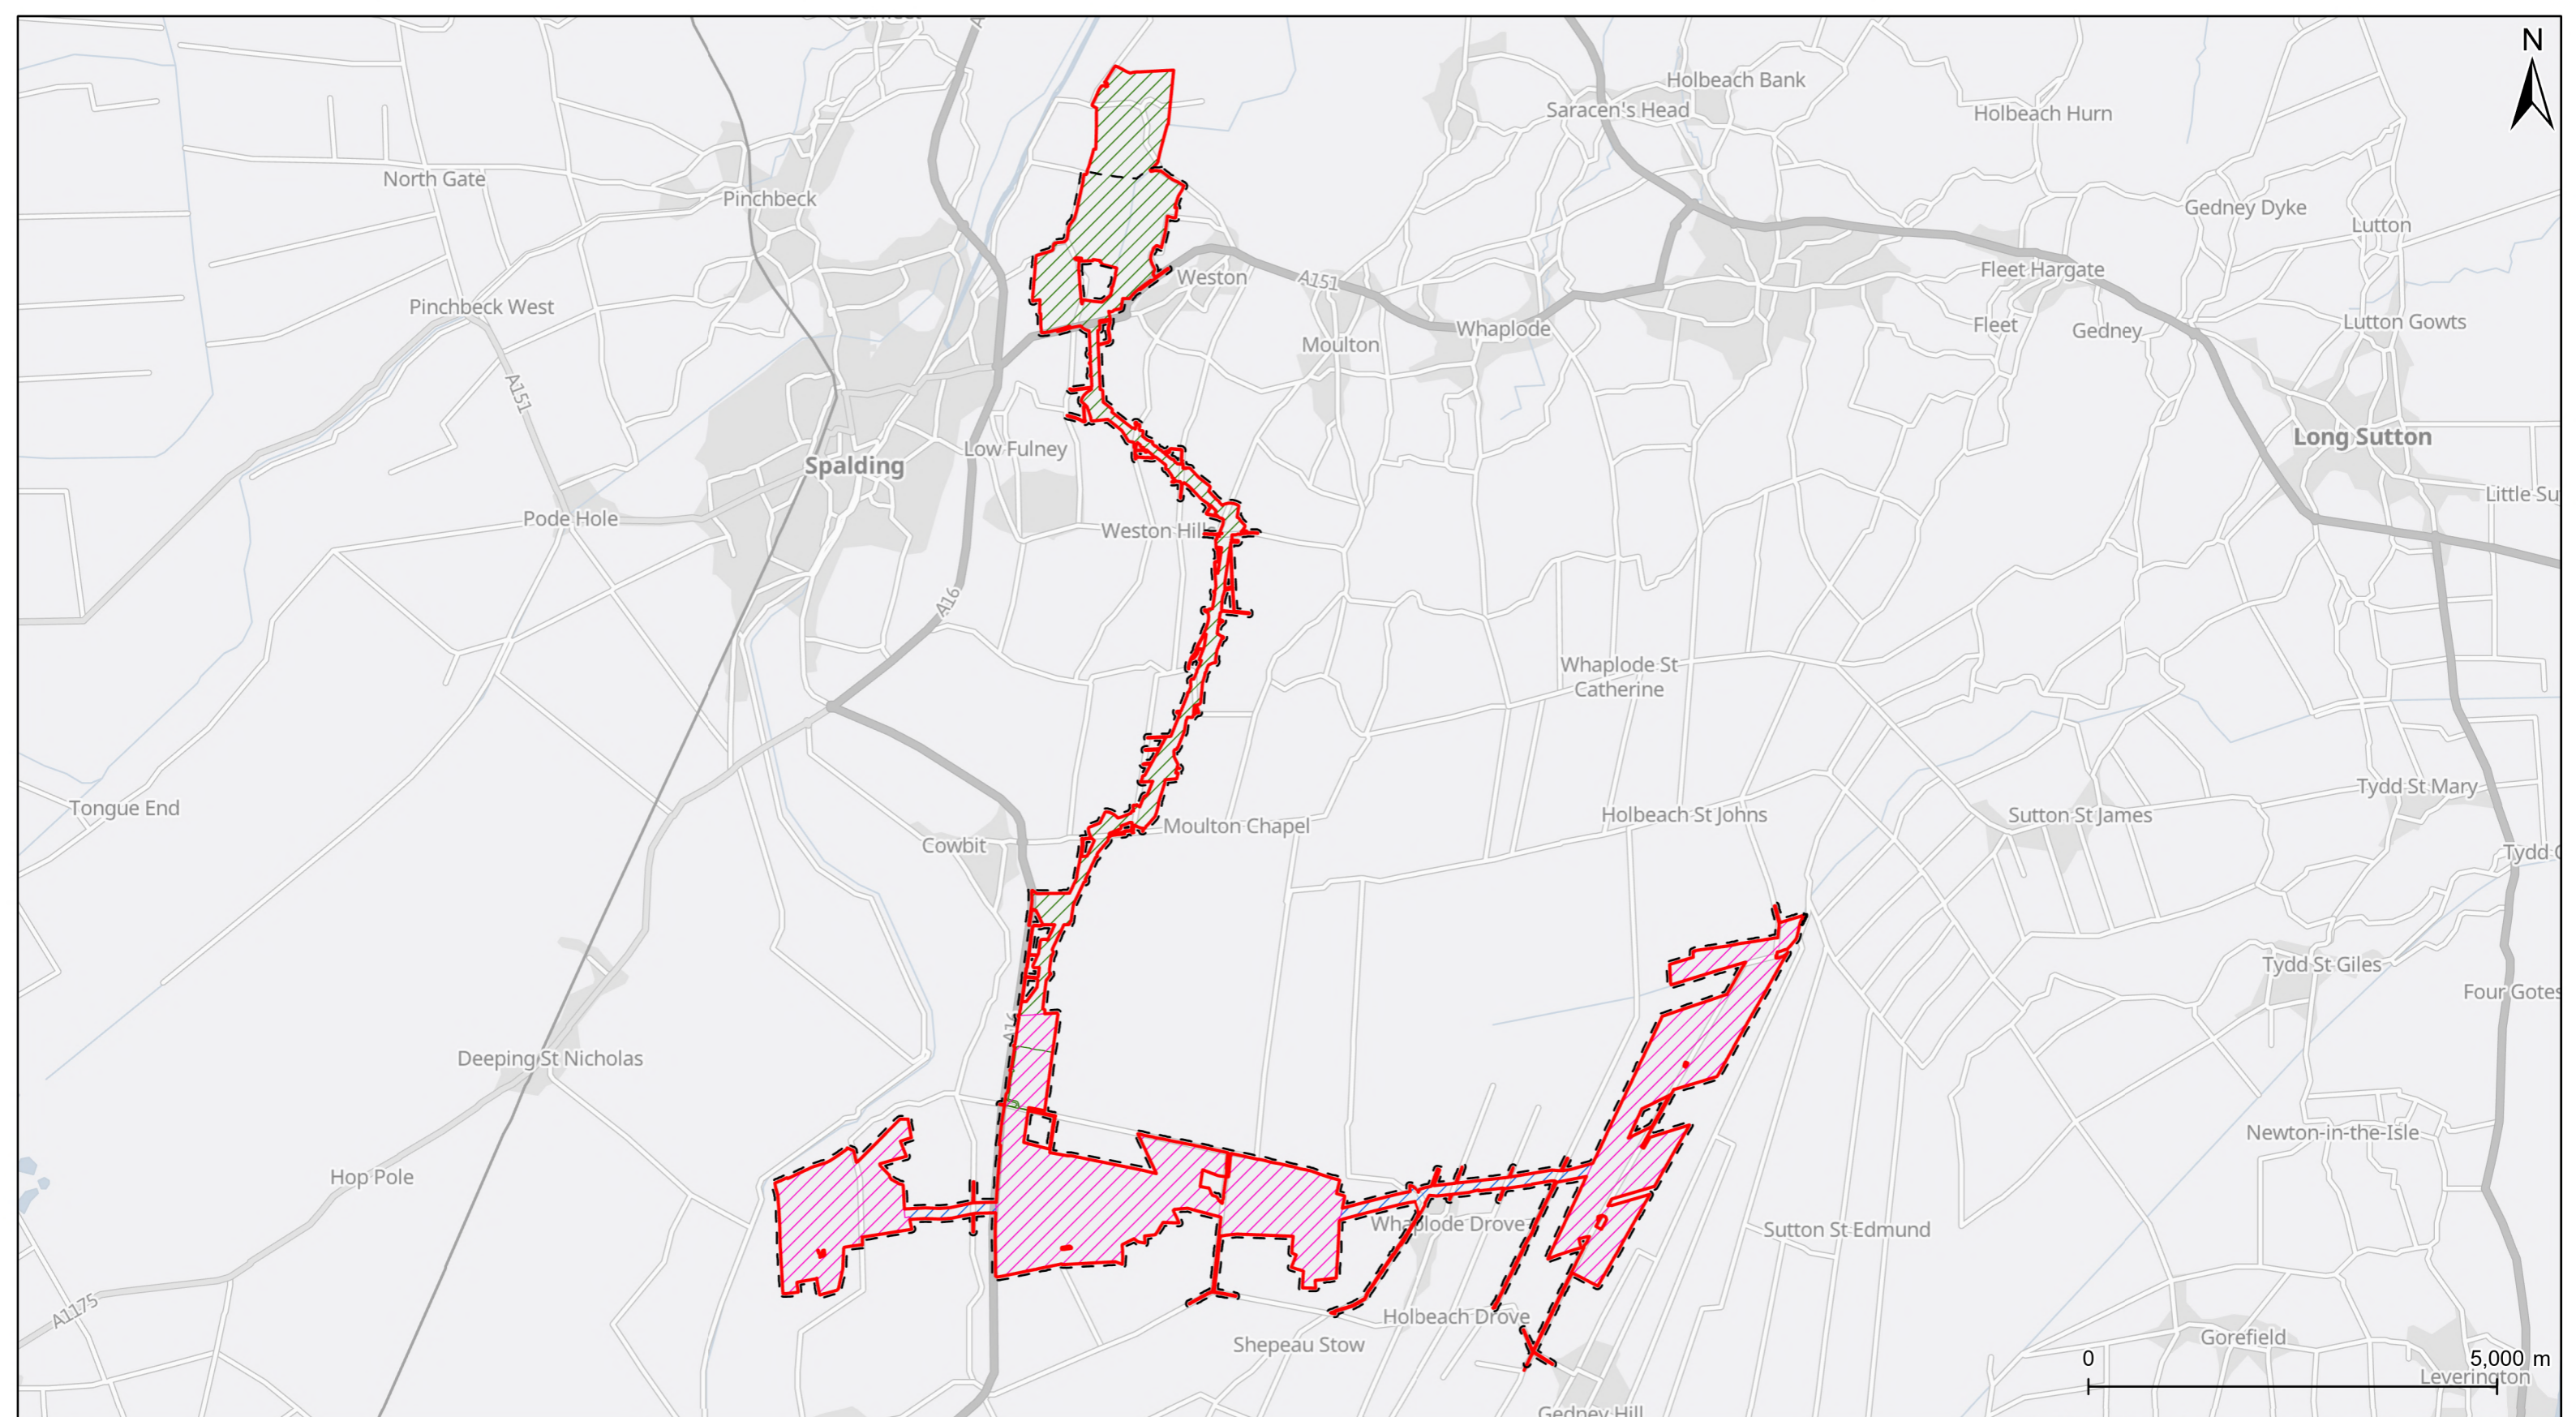 N
Holbeach Bank
Saracen's Head
Holbeach Hurn
North Gate
Pinchbeck
Gedney Dyke
Lutton
Weston
A151
Fleet Hargate
Pinchbeck West
Whaplode
Fleet
Gedney
Lutton Gowts
Moulton
A151
Low Fulney
Spalding
Long Sutton
Little Su
Pode Hole
Weston Hills
A16
Whaplode St
Catherine
Tongue End
Moulton Chapel
Holbeach St Johns
Sutton St James
Tydd St Mary
Cowbit
Tydd
Tydd St Giles
Four Gotes
A16
Deeping St Nicholas
Newton-in-the-Isle
Hop Pole
Whaplode Drove
Sutton St Edmund
A1175
Holbeach Drove
Shepeau Stow
Gorefield
0 5,000 m
Leverington
Gedney Hill